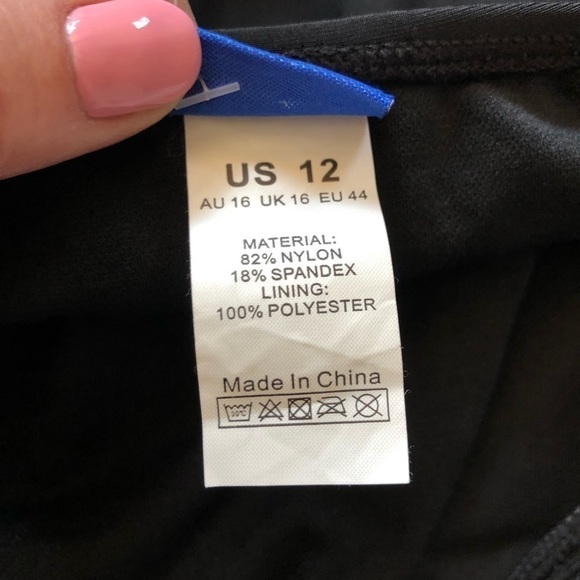 US 12
AU 16 UK 16 EU 44
MATERIAL:
82% NYLON
18% SPANDEX
LINING:
100% POLYESTER
Made In China